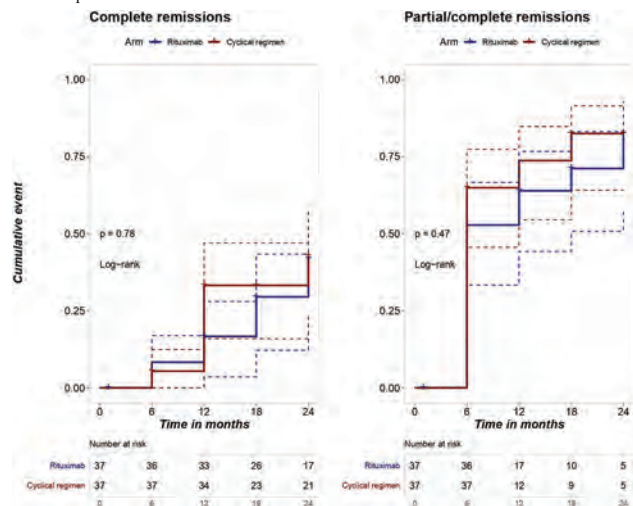 Complete remissions
Arm Rituximab Cyclical regimen
1.00
0.75
0.50
0.25
0.00
Cumulative event
p = 0.78
Log-rank
0 6 12 18 24
Time in months
Number at risk
Rituximab 37 36 33 26 17
Cyclical regimen 37 37 34 23 21
0 6 12 18 24
Partial/complete remissions
Arm Rituximab Cyclical regimen
1.00
0.75
0.50
0.25
0.00
p = 0.47
Log-rank
0 6 12 18 24
Time in months
Number at risk
Rituximab 37 36 17 10 5
Cyclical regimen 37 37 12 9 5
0 6 12 18 24